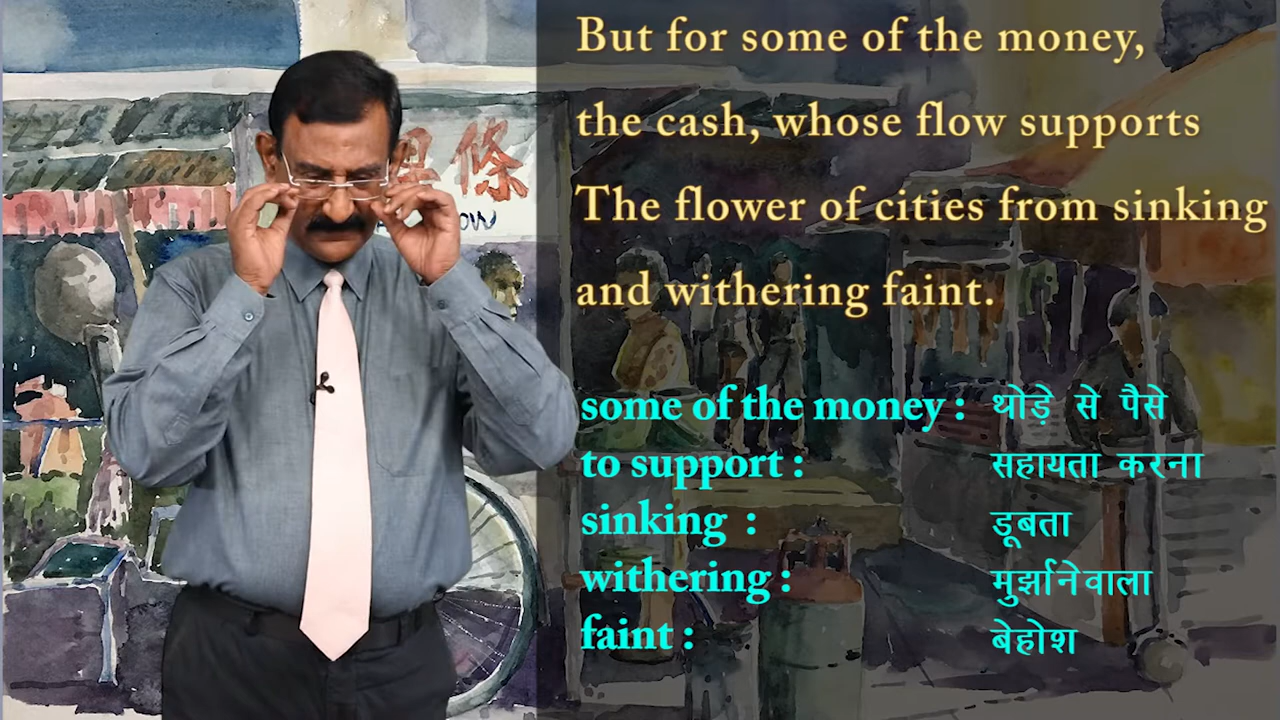 But for some of the money,
the cash, whose flow supports
The flower of cities from sinking
and withering faint.
some of the money : थोड़े से पैसे
to support : सहायता करना
sinking : डूबता
withering : मुर्झानेवाला
faint : बेहोश
條